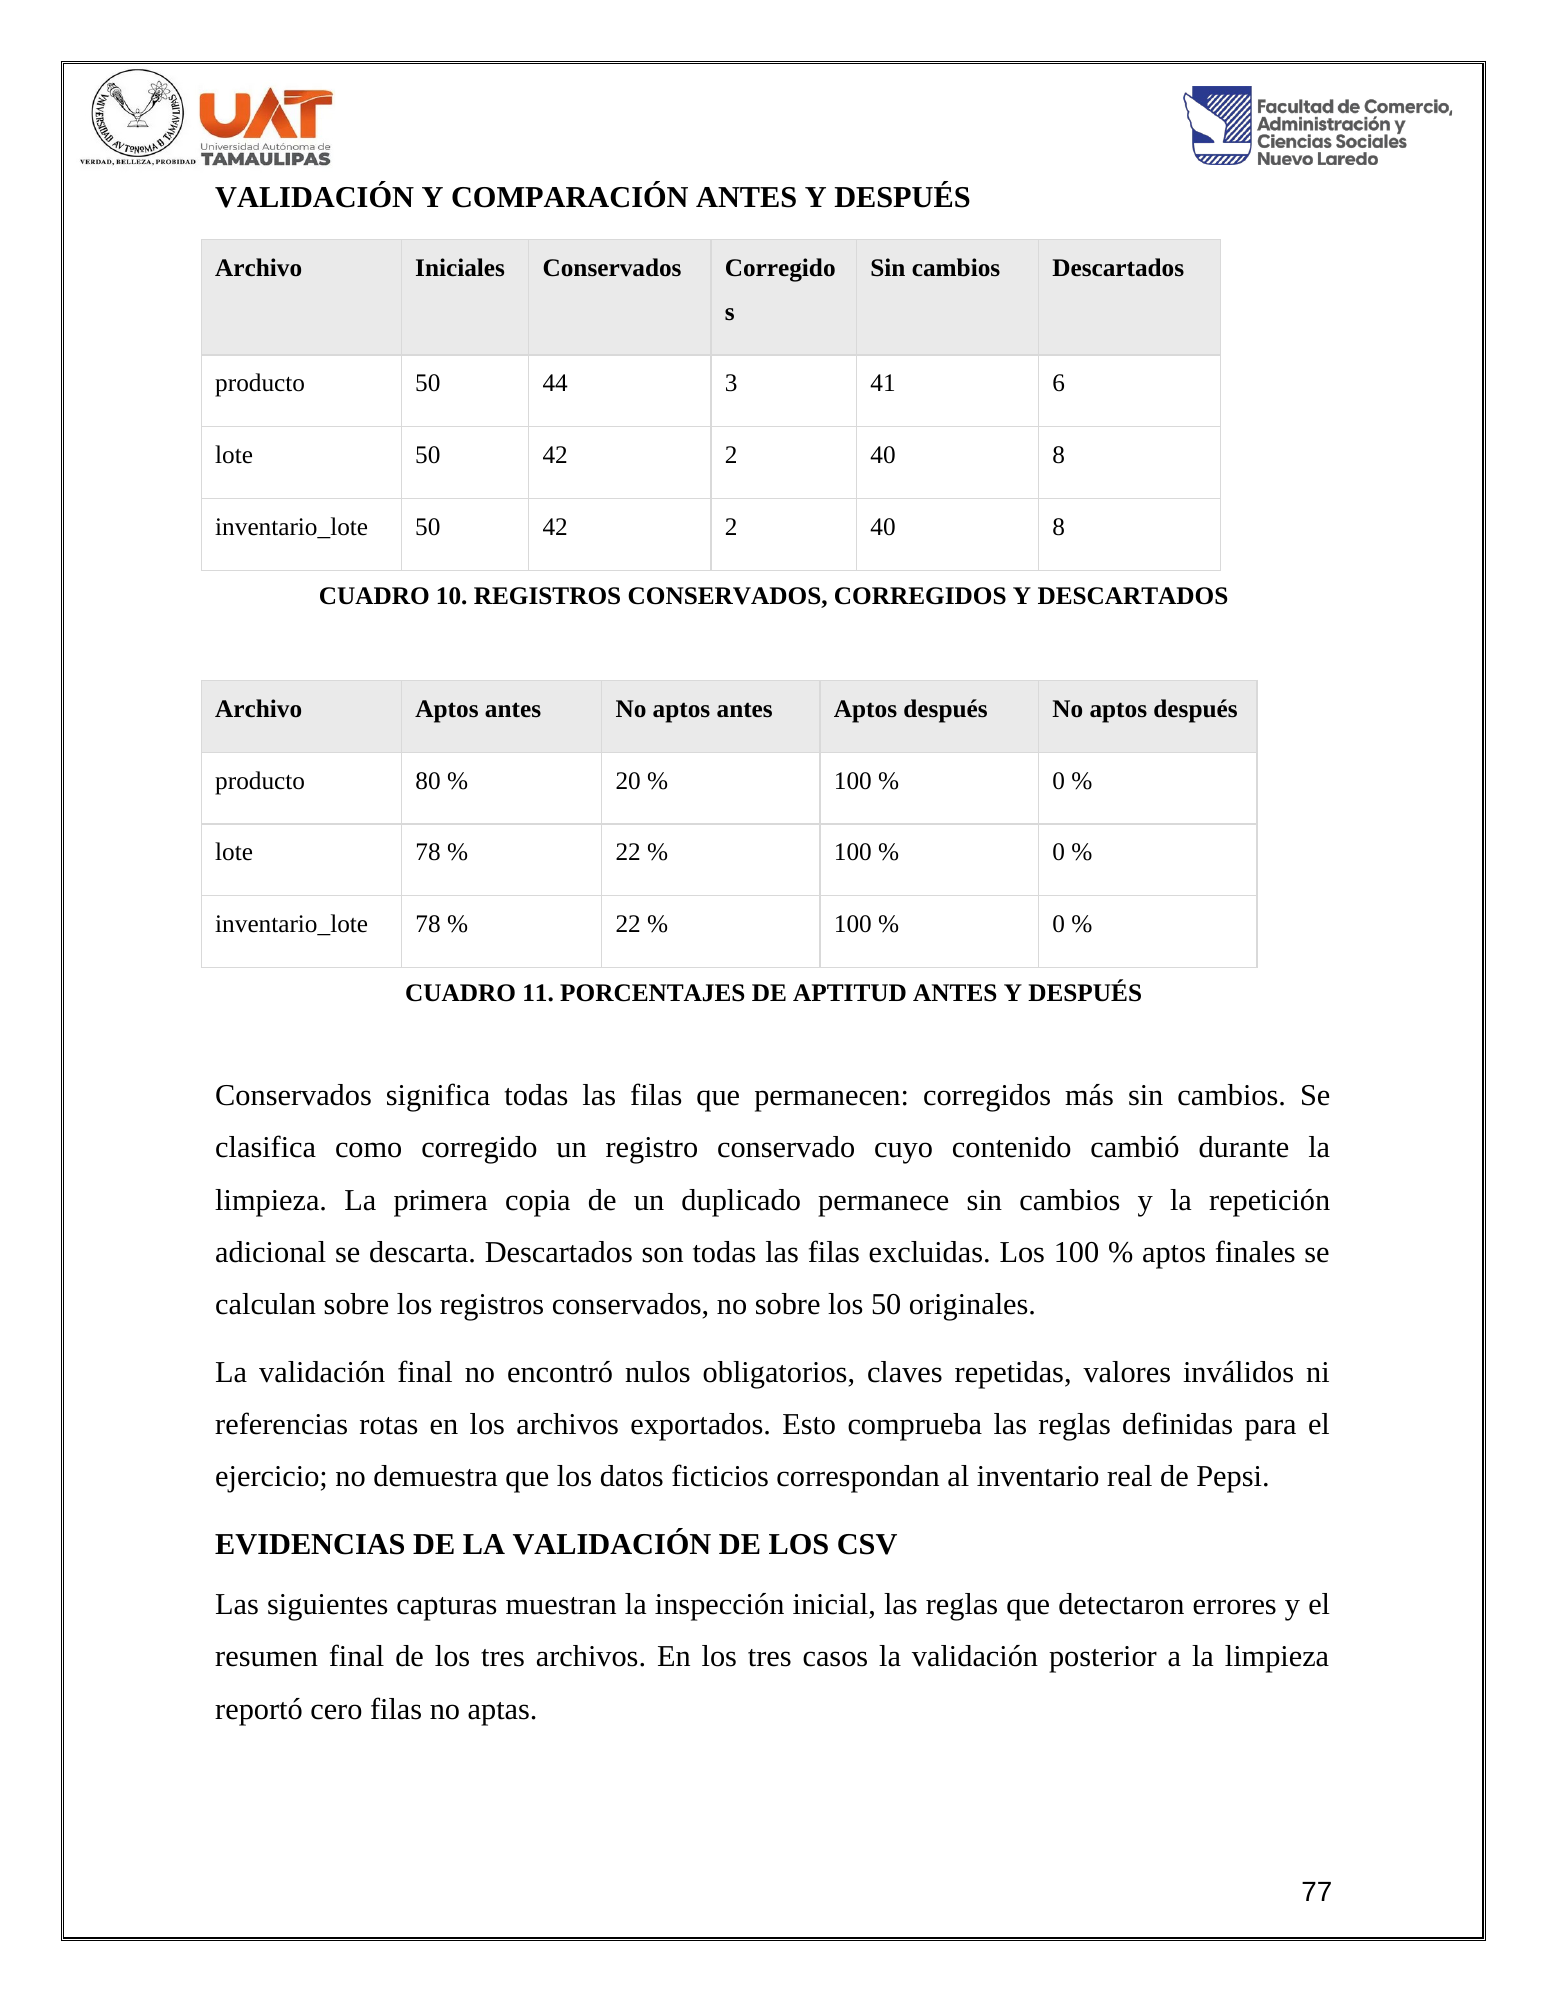 UNIVERSIDAD AUTONOMA DE TAMAULIPAS
VERDAD, BELLEZA, PROBIDAD
UAT
Universidad Autónoma de
TAMAULIPAS
Facultad de Comercio,
Administración y
Ciencias Sociales
Nuevo Laredo
VALIDACIÓN Y COMPARACIÓN ANTES Y DESPUÉS
Archivo Iniciales Conservados Corregido Sin cambios Descartados
s
producto 50 44 3 41 6
lote 50 42 2 40 8
inventario_lote 50 42 2 40 8
CUADRO 10. REGISTROS CONSERVADOS, CORREGIDOS Y DESCARTADOS
Archivo Aptos antes No aptos antes Aptos después No aptos después
producto 80 % 20 % 100 % 0 %
lote 78 % 22 % 100 % 0 %
inventario_lote 78 % 22 % 100 % 0 %
CUADRO 11. PORCENTAJES DE APTITUD ANTES Y DESPUÉS
Conservados significa todas las filas que permanecen: corregidos más sin cambios. Se
clasifica como corregido un registro conservado cuyo contenido cambió durante la
limpieza. La primera copia de un duplicado permanece sin cambios y la repetición
adicional se descarta. Descartados son todas las filas excluidas. Los 100 % aptos finales se
calculan sobre los registros conservados, no sobre los 50 originales.
La validación final no encontró nulos obligatorios, claves repetidas, valores inválidos ni
referencias rotas en los archivos exportados. Esto comprueba las reglas definidas para el
ejercicio; no demuestra que los datos ficticios correspondan al inventario real de Pepsi.
EVIDENCIAS DE LA VALIDACIÓN DE LOS CSV
Las siguientes capturas muestran la inspección inicial, las reglas que detectaron errores y el
resumen final de los tres archivos. En los tres casos la validación posterior a la limpieza
reportó cero filas no aptas.
77